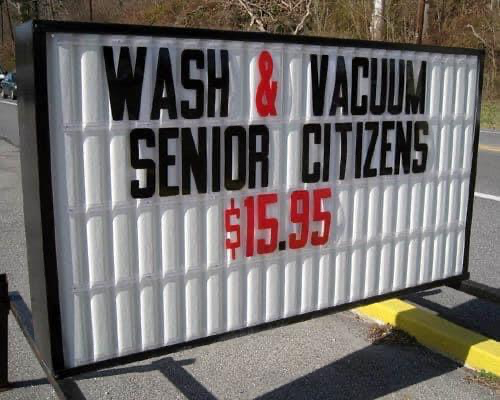 WASH & VACUUM
SENIOR CITIZENS
$15.95